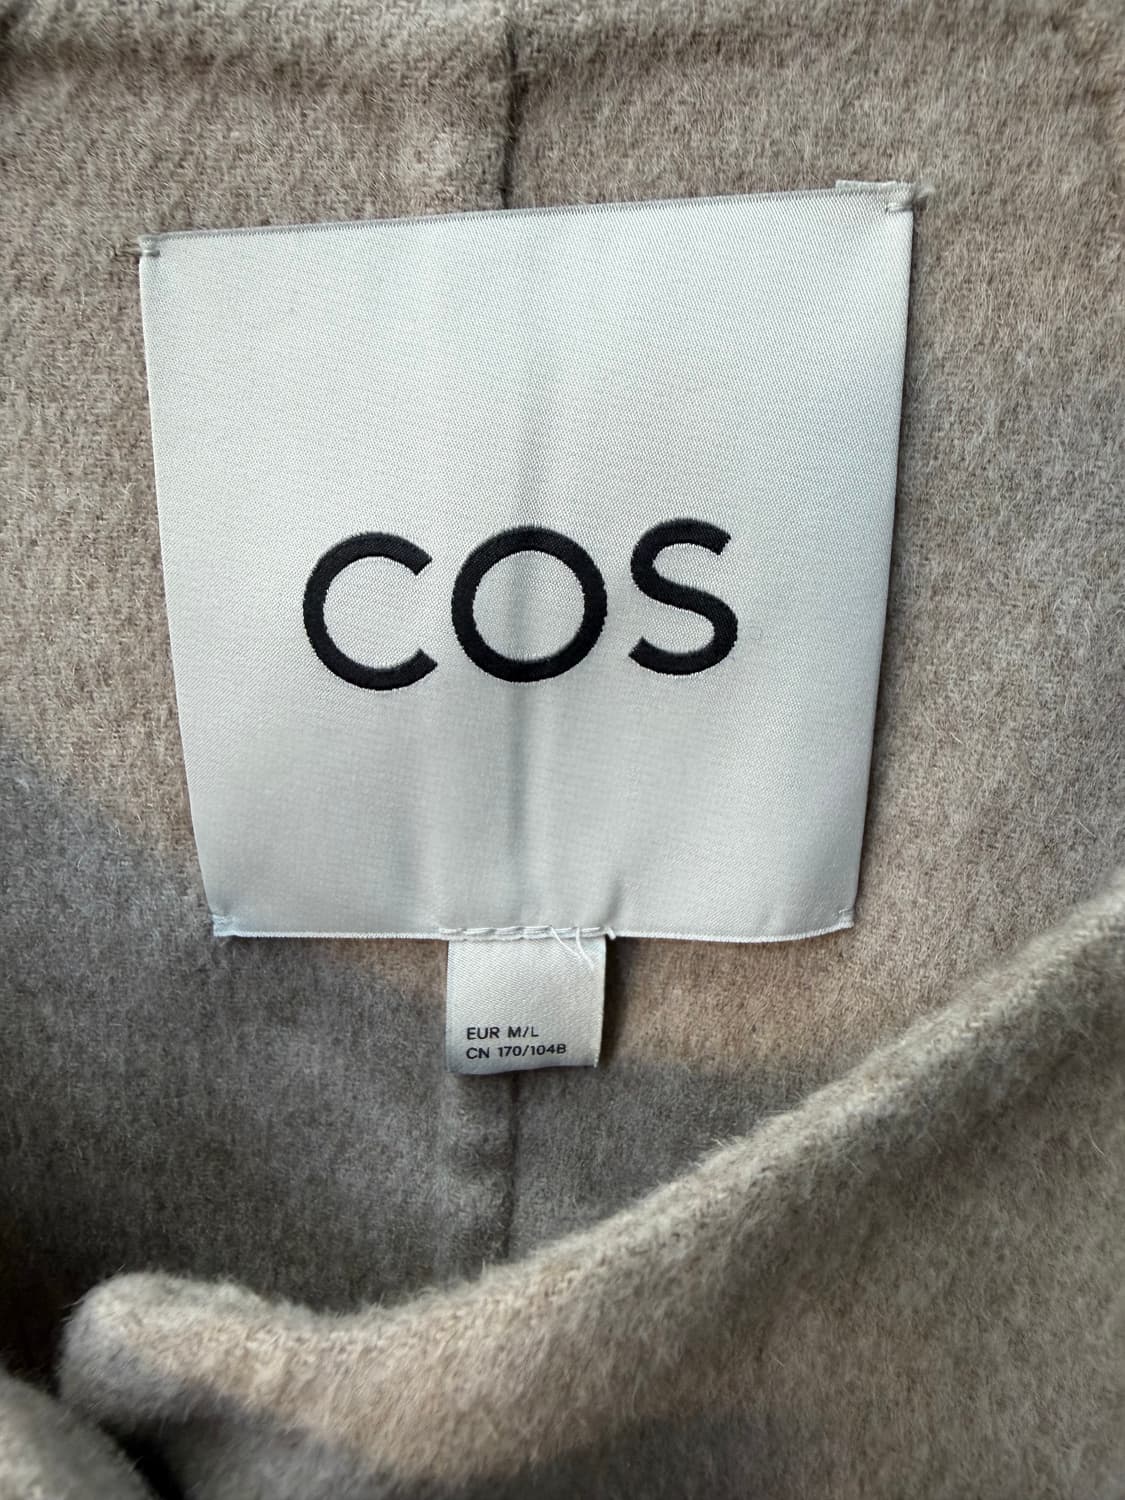 COS
EUR M/L
CN 170/104B